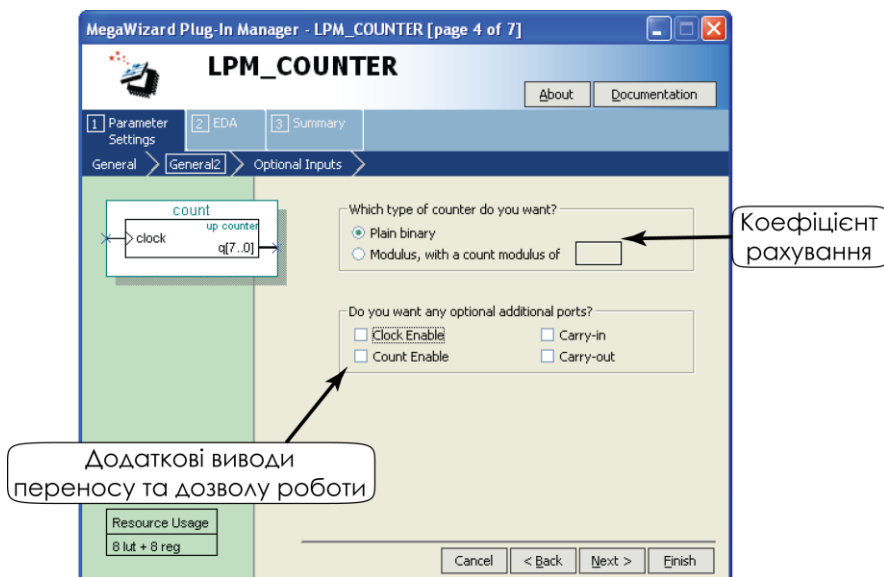 MegaWizard Plug-In Manager - LPM_COUNTER [page 4 of 7]
LPM_COUNTER
About
Documentation
1 Parameter Settings
2 EDA
3 Summary
General
General2
Optional Inputs
count
up counter
clock
q[7..0]
Which type of counter do you want?
Plain binary
Modulus, with a count modulus of
Коефіцієнт
рахування
Do you want any optional additional ports?
Clock Enable
Carry-in
Count Enable
Carry-out
Додаткові виводи
переносу та дозволу роботи
Resource Usage
8 lut + 8 reg
Cancel
< Back
Next >
Finish